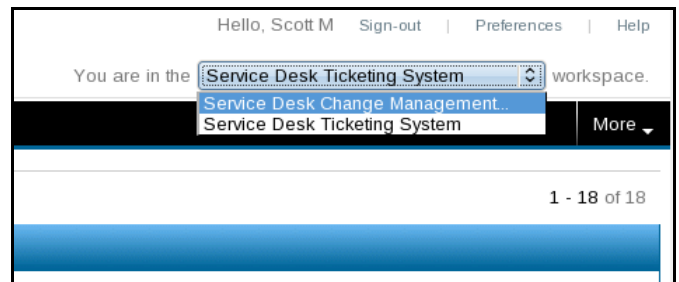 Hello, Scott M Sign-out | Preferences | Help
You are in the Service Desk Ticketing System workspace.
Service Desk Change Management...
Service Desk Ticketing System
More
1 - 18 of 18